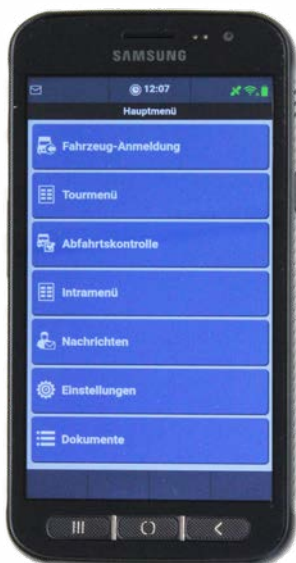 SAMSUNG
12:07
Hauptmenü
Fahrzeug-Anmeldung
Tourmenü
Abfahrtskontrolle
Intramenü
Nachrichten
Einstellungen
Dokumente